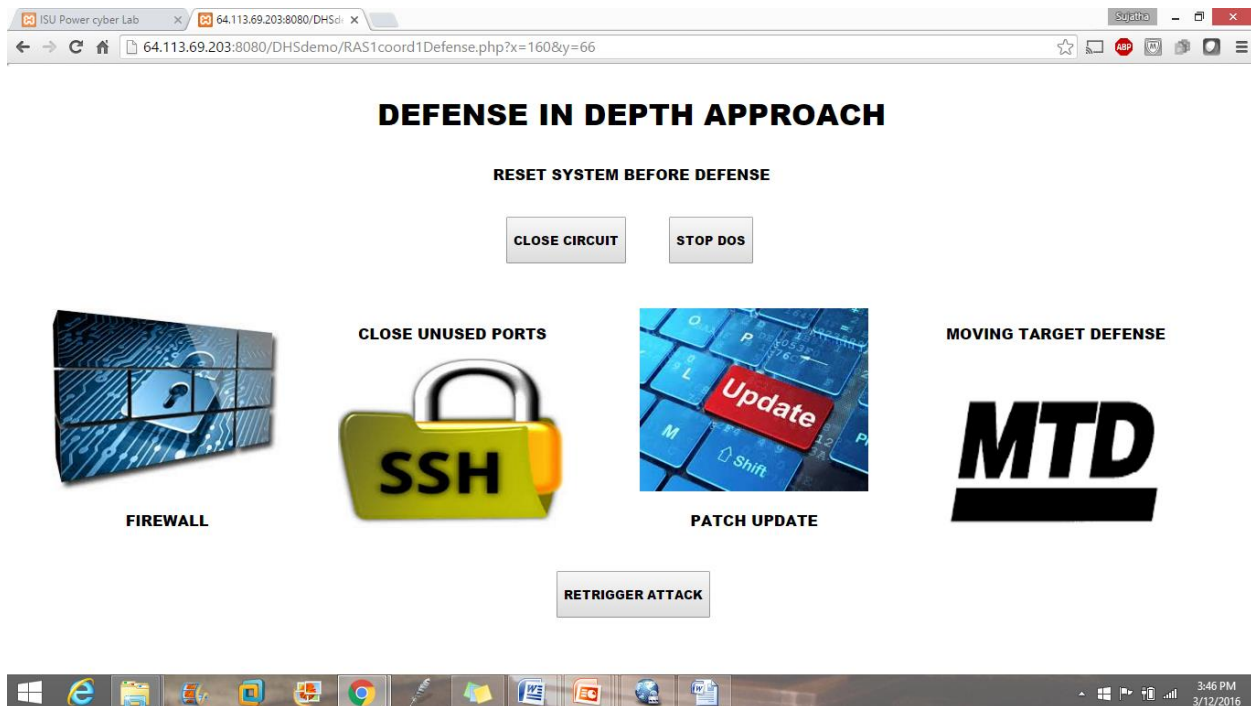 ISU Power cyber Lab
64.113.69.203:8080/DHSd
Sujatha
64.113.69.203:8080/DHSdemo/RAS1coord1Defense.php?x=160&y=66
ABP
DEFENSE IN DEPTH APPROACH
RESET SYSTEM BEFORE DEFENSE
CLOSE CIRCUIT
STOP DOS
CLOSE UNUSED PORTS
MOVING TARGET DEFENSE
SSH
O
P
L
Update
M
Shift
MTD
FIREWALL
PATCH UPDATE
RETRIGGER ATTACK
3:46 PM
3/12/2016